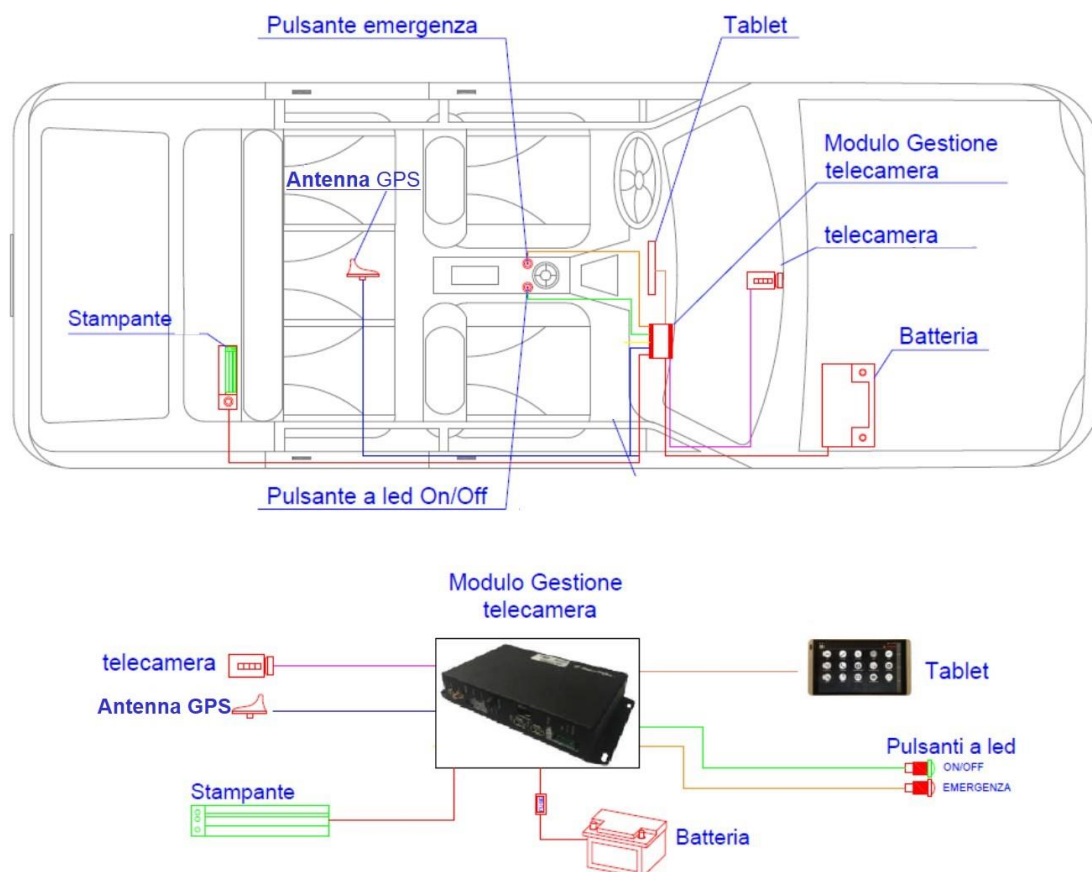 Pulsante emergenza
Tablet
Modulo Gestione
telecamera
Antenna GPS
telecamera
Stampante
Batteria
Pulsante a led On/Off
Modulo Gestione
telecamera
telecamera
Tablet
Antenna GPS
Pulsanti a led
ON/OFF
EMERGENZA
Stampante
Batteria